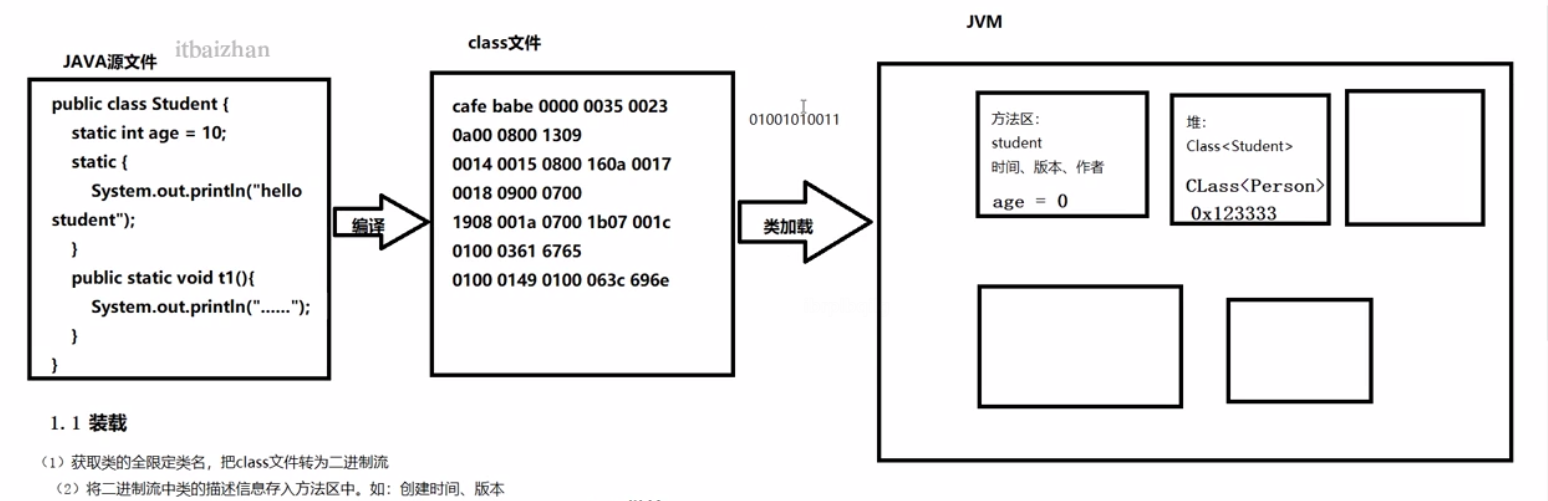 JAVA源文件
itbaizhan
public class Student {
static int age = 10;
static {
System.out.println("hello
student");
}
public static void t1(){
System.out.println("......");
}
}
编译
class文件
cafe babe 0000 0035 0023
0a00 0800 1309
0014 0015 0800 160a 0017
0018 0900 0700
1908 001a 0700 1b07 001c
0100 0361 6765
0100 0149 0100 063c 696e
01001010011
类加载
JVM
方法区:
student
时间、版本、作者
age = 0
堆:
Class<Student>
CLass<Person>
0x123333
1. 1 装载
（1）获取类的全限定类名，把class文件转为二进制流
（2）将二进制流中类的描述信息存入方法区中。如：创建时间、版本